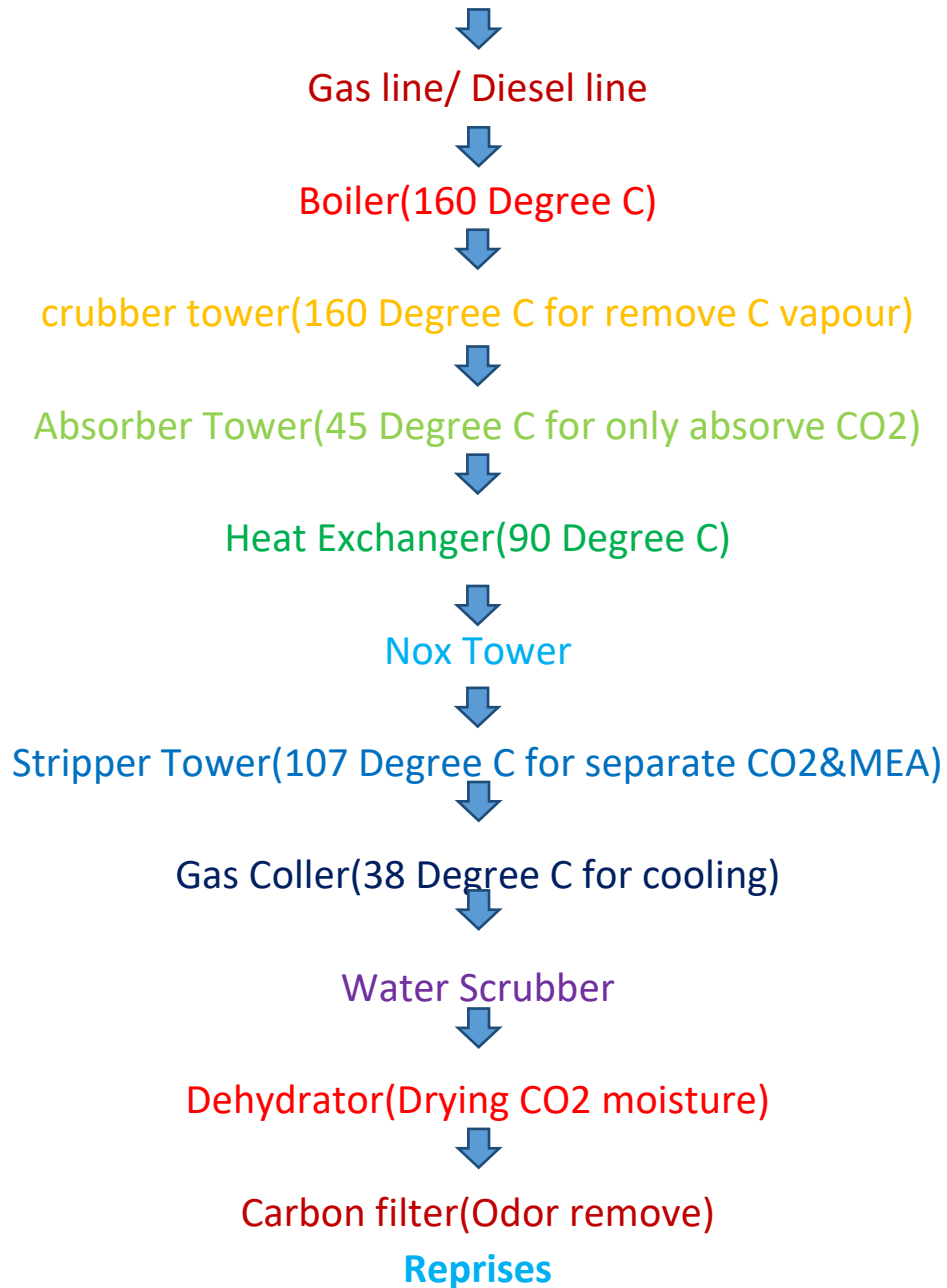 Gas line/ Diesel line
Boiler(160 Degree C)
crubber tower(160 Degree C for remove C vapour)
Absorber Tower(45 Degree C for only absorve CO2)
Heat Exchanger(90 Degree C)
Nox Tower
Stripper Tower(107 Degree C for separate CO2&MEA)
Gas Coller(38 Degree C for cooling)
Water Scrubber
Dehydrator(Drying CO2 moisture)
Carbon filter(Odor remove)
Reprises